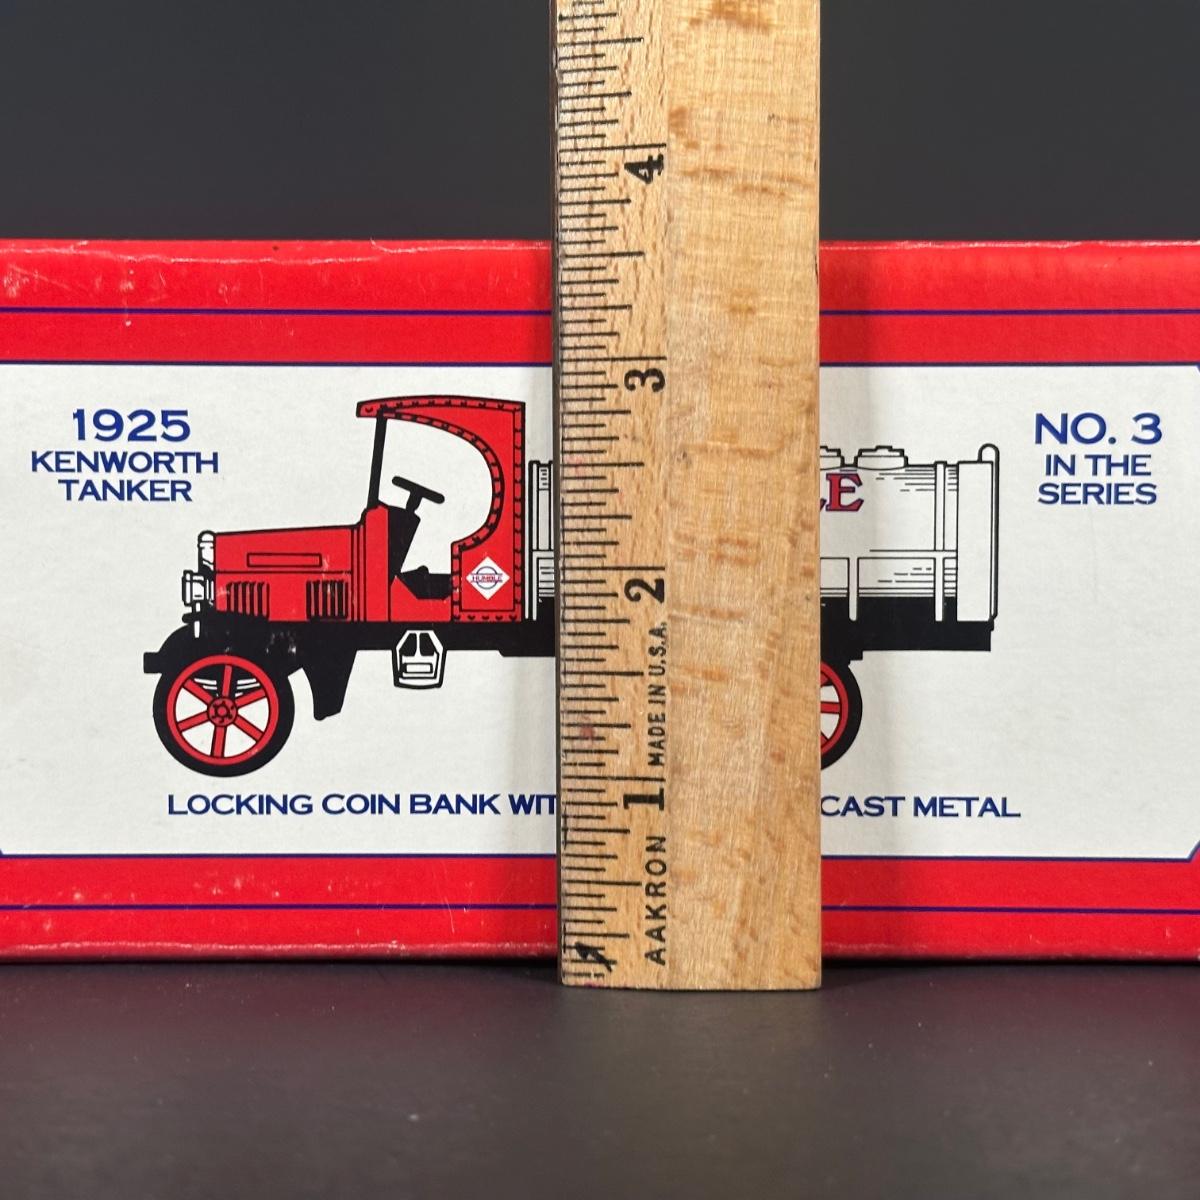 1925
KENWORTH
TANKER
NO. 3
IN THE
SERIES
HUMBLE
LE
LOCKING COIN BANK WIT
CAST METAL
4
3
2
1
MADE IN U.S.A.
AAKRON